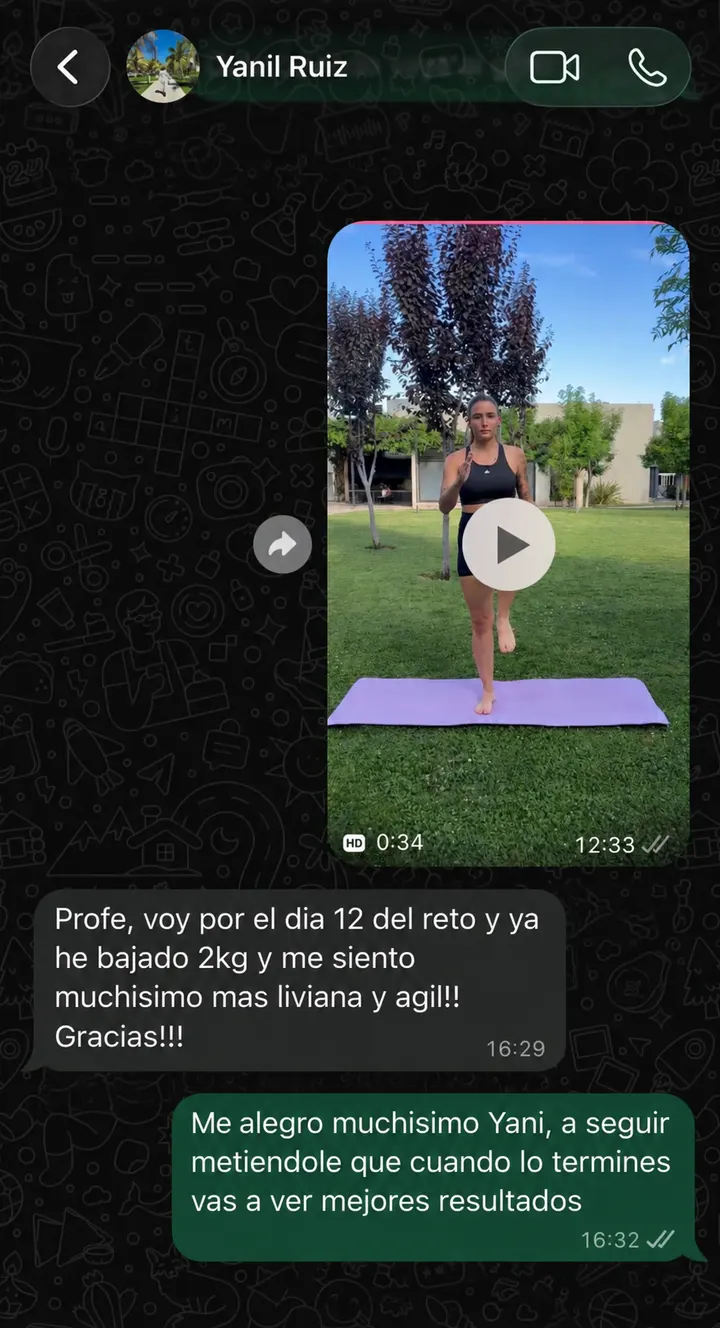 Yanil Ruiz
HD 0:34
12:33
Profe, voy por el dia 12 del reto y ya
he bajado 2kg y me siento
muchisimo mas liviana y agil!!
Gracias!!!
16:29
Me alegro muchisimo Yani, a seguir
metiendole que cuando lo termines
vas a ver mejores resultados
16:32